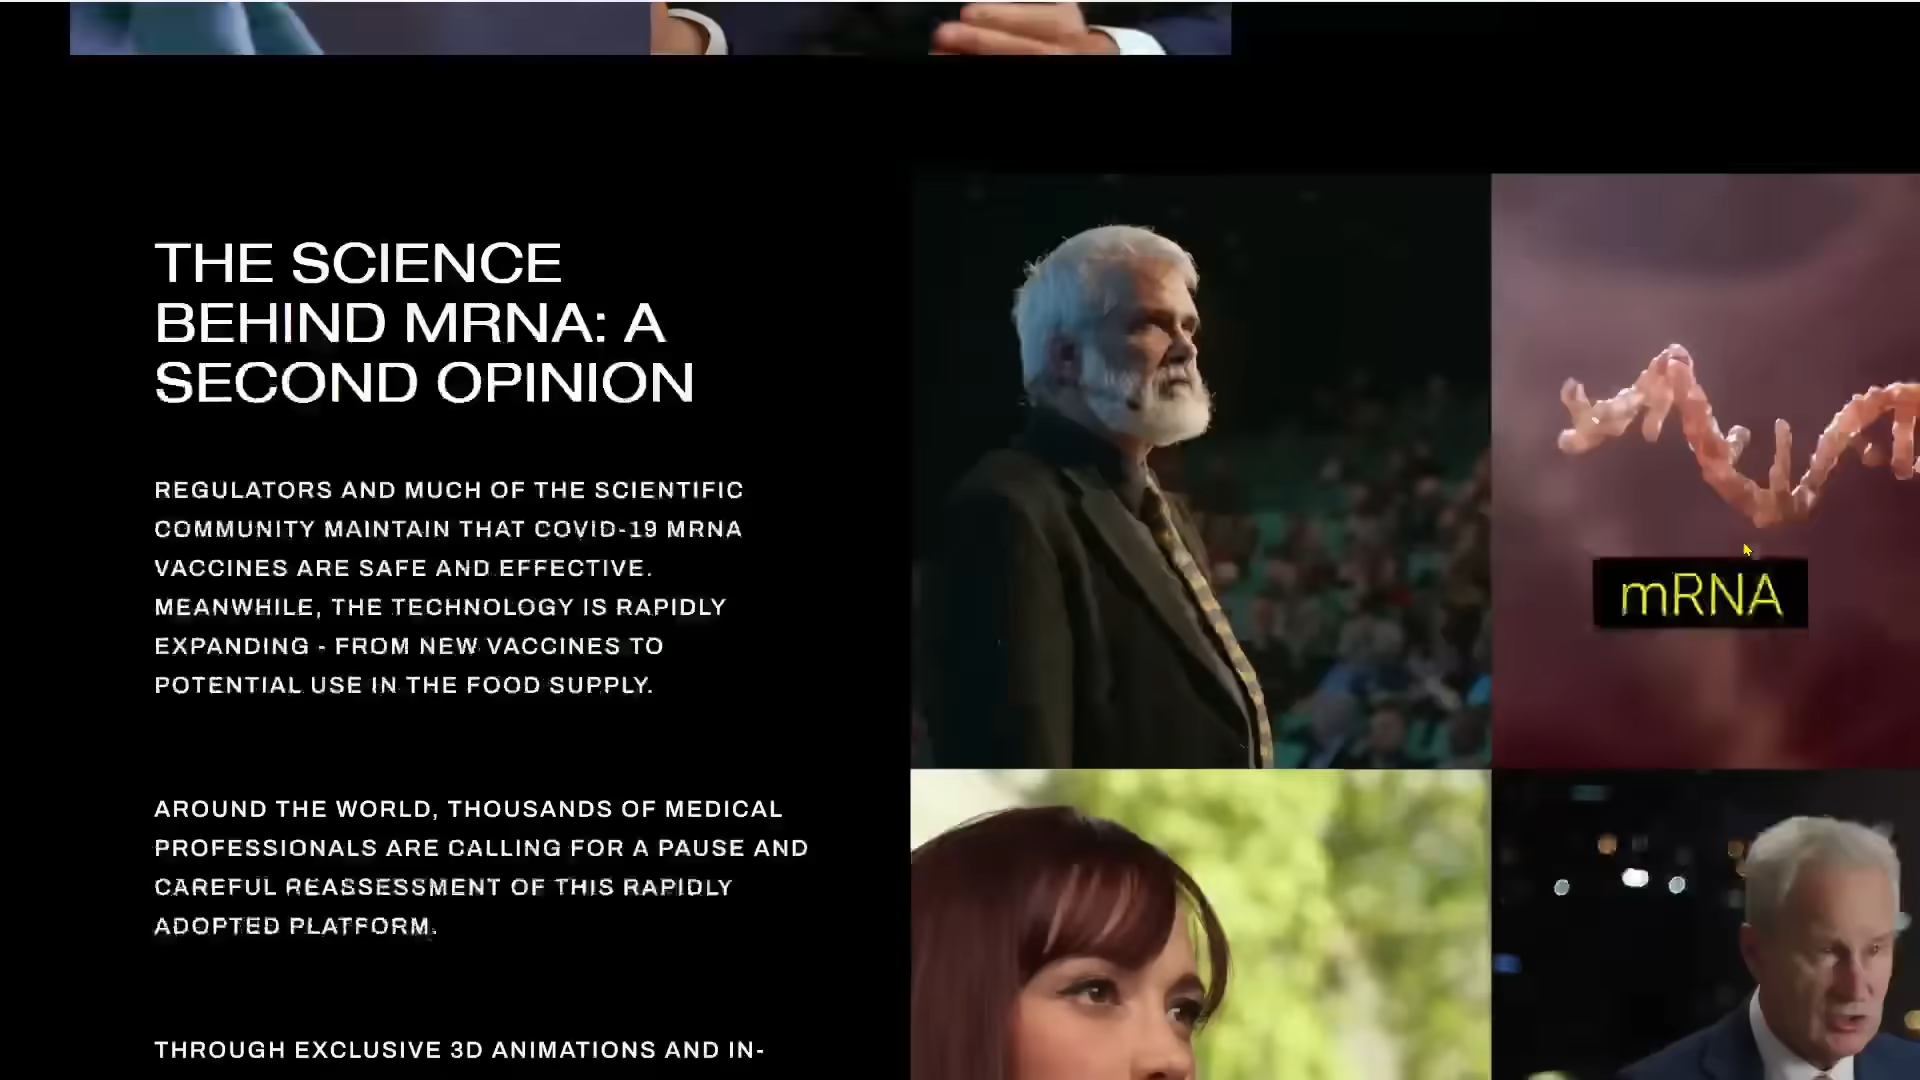 THE SCIENCE
BEHIND MRNA: A
SECOND OPINION
REGULATORS AND MUCH OF THE SCIENTIFIC
COMMUNITY MAINTAIN THAT COVID-19 MRNA
VACCINES ARE SAFE AND EFFECTIVE.
MEANWHILE, THE TECHNOLOGY IS RAPIDLY
EXPANDING - FROM NEW VACCINES TO
POTENTIAL USE IN THE FOOD SUPPLY.
AROUND THE WORLD, THOUSANDS OF MEDICAL
PROFESSIONALS ARE CALLING FOR A PAUSE AND
CAREFUL REASSESSMENT OF THIS RAPIDLY
ADOPTED PLATFORM.
THROUGH EXCLUSIVE 3D ANIMATIONS AND IN-
mRNA